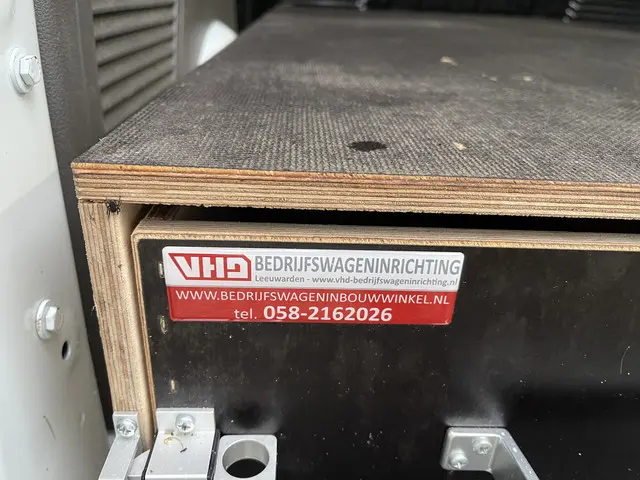 VHD BEDRIJFSWAGENINRICHTING
Leeuwarden - www.vhd-bedrijfswageninrichting.nl
WWW.BEDRIJFSWAGENINBOUWWINKEL.NL
tel. 058-2162026